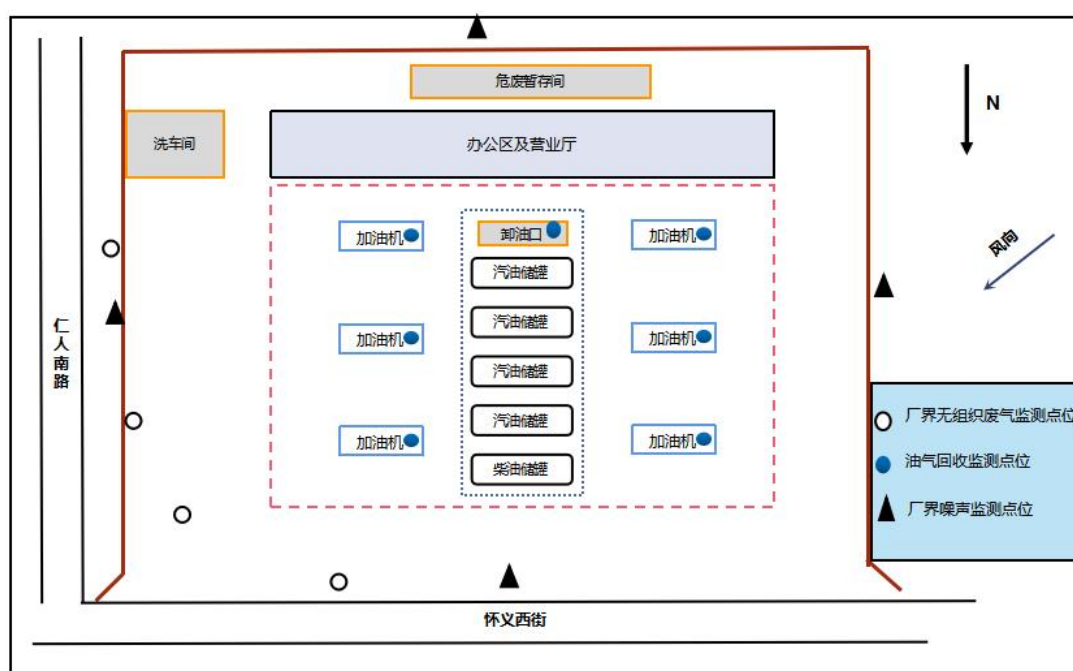 危废暂存间
N
洗车间
办公区及营业厅
加油机
卸油口
加油机
风向
汽油储罐
汽油储罐
加油机
加油机
仁人南路
汽油储罐
汽油储罐
加油机
加油机
柴油储罐
厂界无组织废气监测点位
油气回收监测点位
厂界噪声监测点位
怀义西街